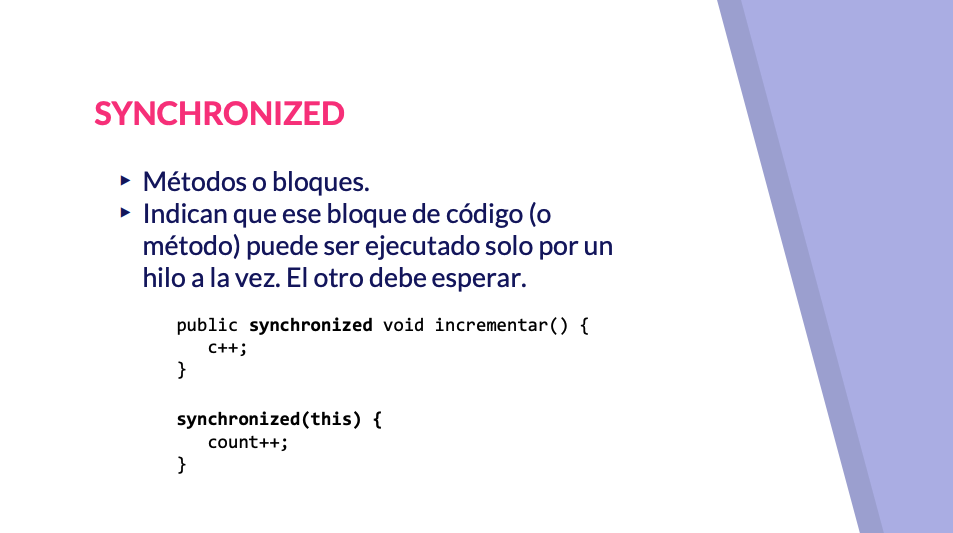 SYNCHRONIZED
▸ Métodos o bloques.
▸ Indican que ese bloque de código (o
método) puede ser ejecutado solo por un
hilo a la vez. El otro debe esperar.
public synchronized void incrementar() {
   c++;
}
synchronized(this) {
   count++;
}